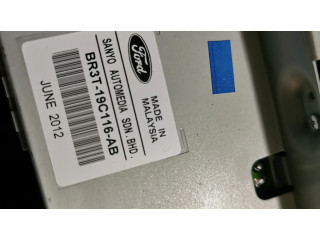 Ford
MADE IN
MALAYSIA
SANYO AUTOMEDIA SDN. BHD.
BR3T-19C116-AB
JUNE 2012